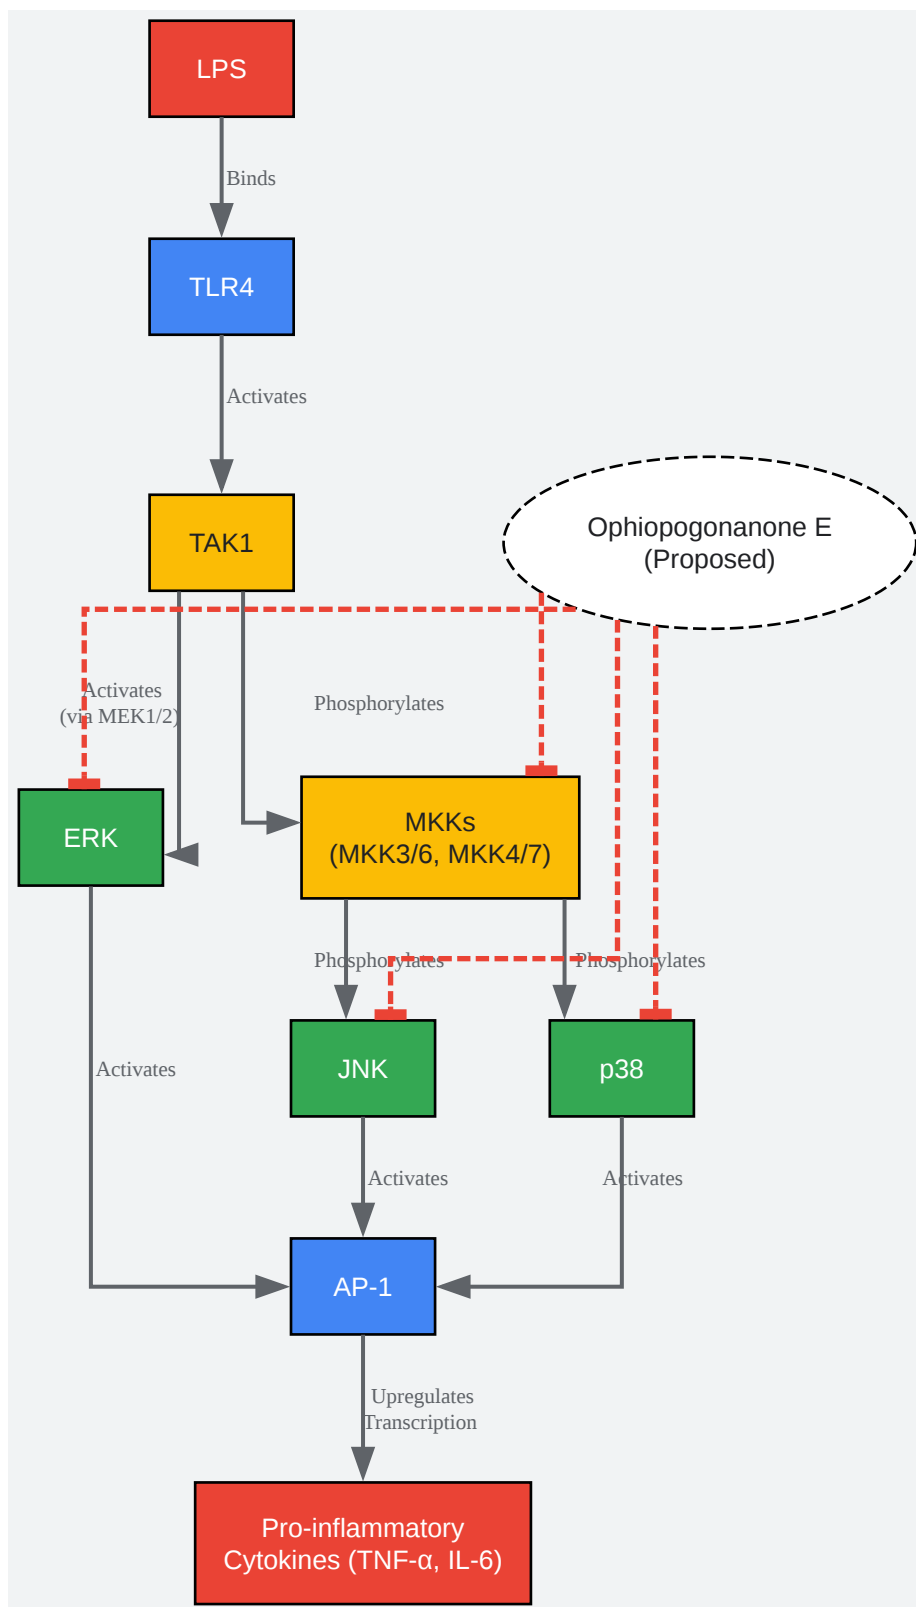 LPS
Binds
TLR4
Activates
TAK1
Ophiopogonanone E
(Proposed)
Activates
(via MEK1/2)
Phosphorylates
ERK
MKKs
(MKK3/6, MKK4/7)
Phosphorylates
Phosphorylates
JNK
p38
Activates
Activates
Activates
AP-1
Upregulates
Transcription
Pro-inflammatory
Cytokines (TNF-α, IL-6)